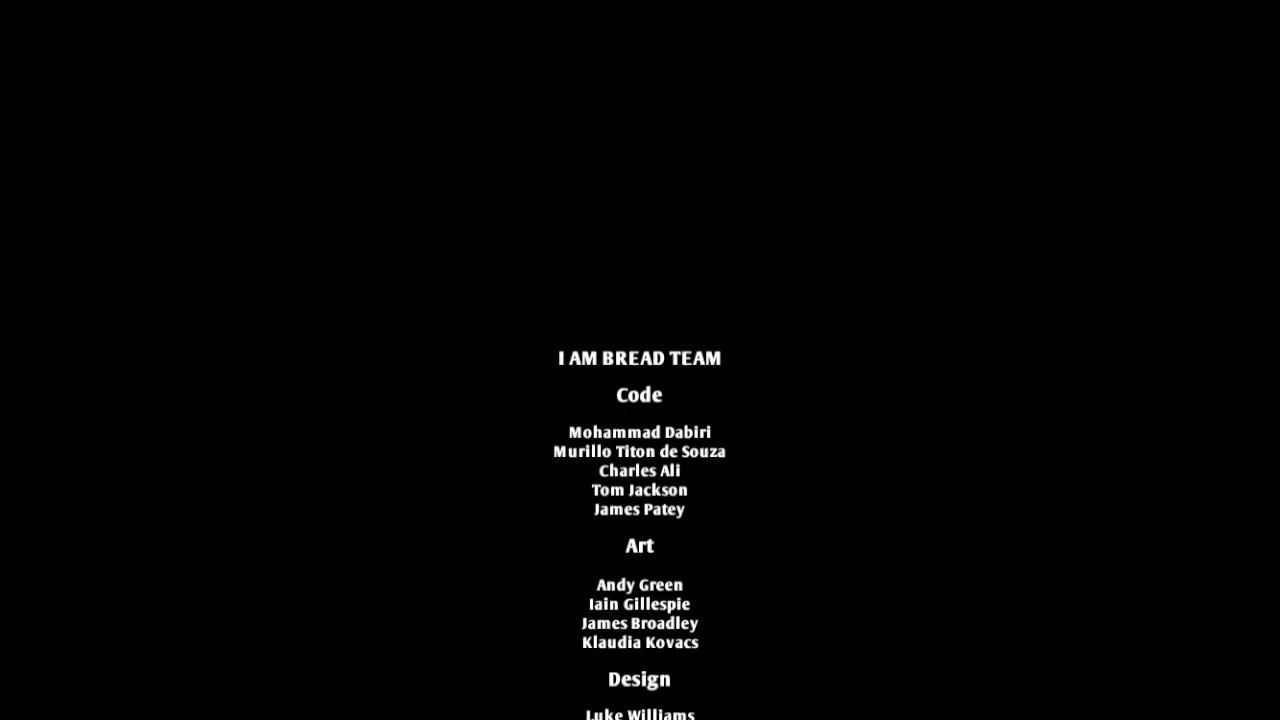 I AM BREAD TEAM
Code
Mohammad Dabiri
Murillo Titon de Souza
Charles Ali
Tom Jackson
James Patey
Art
Andy Green
Iain Gillespie
James Broadley
Klaudia Kovacs
Design
Luke Williams